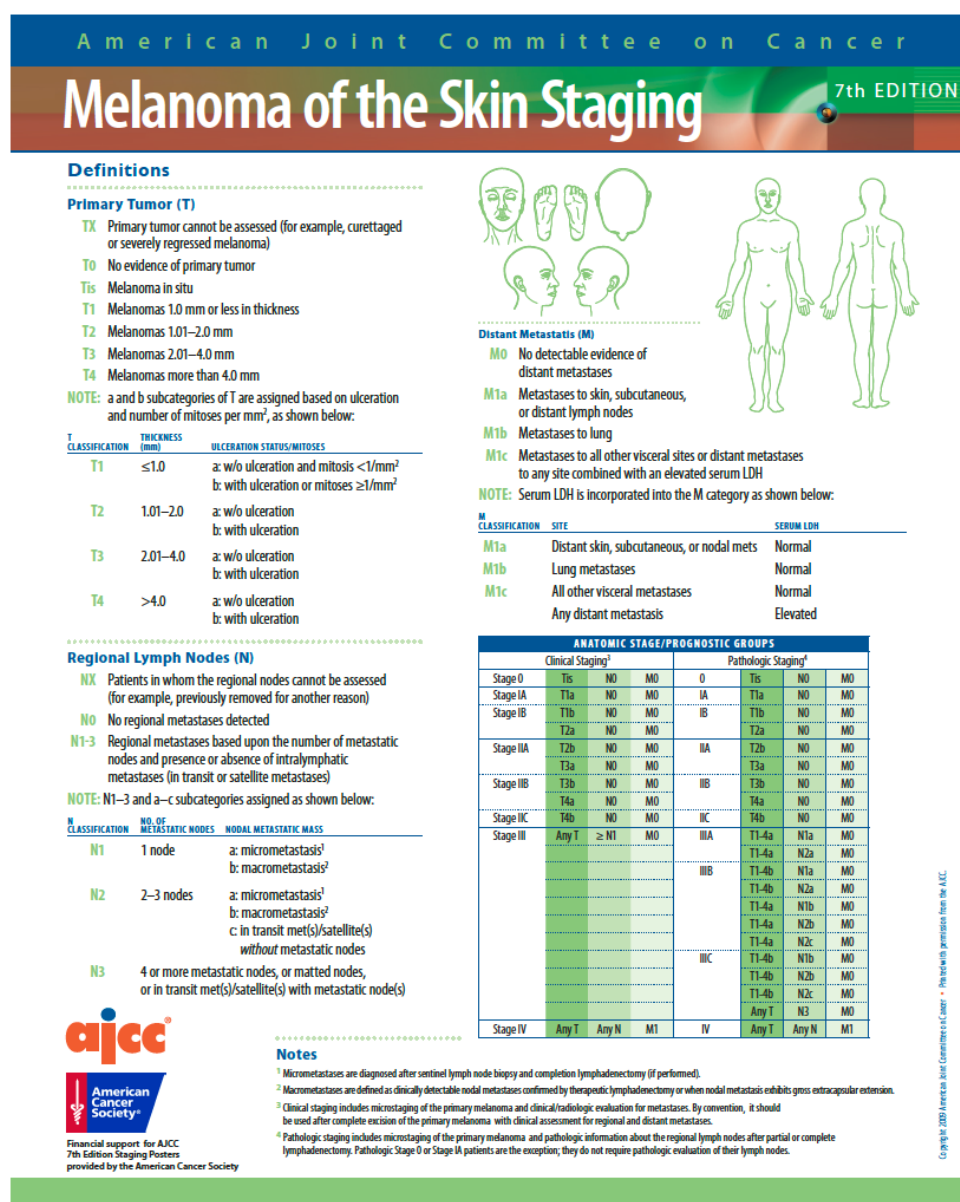 American Joint Committee on Cancer
Melanoma of the Skin Staging
7th EDITION
Definitions
Primary Tumor (T)
TX Primary tumor cannot be assessed (for example, curettaged
or severely regressed melanoma)
T0 No evidence of primary tumor
Tis Melanoma in situ
T1 Melanomas 1.0 mm or less in thickness
T2 Melanomas 1.01–2.0 mm
T3 Melanomas 2.01–4.0 mm
T4 Melanomas more than 4.0 mm
NOTE: a and b subcategories of T are assigned based on ulceration
and number of mitoses per mm², as shown below:
T CLASSIFICATION THICKNESS (mm) ULCERATION STATUS/MITOSES
T1 ≤1.0 a: w/o ulceration and mitosis <1/mm²
b: with ulceration or mitoses ≥1/mm²
T2 1.01–2.0 a: w/o ulceration
b: with ulceration
T3 2.01–4.0 a: w/o ulceration
b: with ulceration
T4 >4.0 a: w/o ulceration
b: with ulceration
Regional Lymph Nodes (N)
NX Patients in whom the regional nodes cannot be assessed
(for example, previously removed for another reason)
N0 No regional metastases detected
N1-3 Regional metastases based upon the number of metastatic
nodes and presence or absence of intralymphatic
metastases (in transit or satellite metastases)
NOTE: N1–3 and a–c subcategories assigned as shown below:
N CLASSIFICATION NO. OF METASTATIC NODES NODAL METASTATIC MASS
N1 1 node a: micrometastasis¹
b: macrometastasis²
N2 2–3 nodes a: micrometastasis¹
b: macrometastasis²
c: in transit met(s)/satellite(s)
without metastatic nodes
N3 4 or more metastatic nodes, or matted nodes,
or in transit met(s)/satellite(s) with metastatic node(s)
Distant Metastatis (M)
M0 No detectable evidence of
distant metastases
M1a Metastases to skin, subcutaneous,
or distant lymph nodes
M1b Metastases to lung
M1c Metastases to all other visceral sites or distant metastases
to any site combined with an elevated serum LDH
NOTE: Serum LDH is incorporated into the M category as shown below:
M CLASSIFICATION SITE SERUM LDH
M1a Distant skin, subcutaneous, or nodal mets Normal
M1b Lung metastases Normal
M1c All other visceral metastases Normal
Any distant metastasis Elevated
ANATOMIC STAGE/PROGNOSTIC GROUPS
Clinical Staging³ Pathologic Staging⁴
Stage 0 Tis N0 M0 0 Tis N0 M0
Stage IA T1a N0 M0 IA T1a N0 M0
Stage IB T1b N0 M0 IB T1b N0 M0
T2a N0 M0 T2a N0 M0
Stage IIA T2b N0 M0 IIA T2b N0 M0
T3a N0 M0 T3a N0 M0
Stage IIB T3b N0 M0 IIB T3b N0 M0
T4a N0 M0 T4a N0 M0
Stage IIC T4b N0 M0 IIC T4b N0 M0
Stage III Any T ≥ N1 M0 IIIA T1-4a N1a M0
T1-4a N2a M0
IIIB T1-4b N1a M0
T1-4b N2a M0
T1-4a N1b M0
T1-4a N2b M0
T1-4a N2c M0
IIIC T1-4b N1b M0
T1-4b N2b M0
T1-4b N2c M0
Any T N3 M0
Stage IV Any T Any N M1 IV Any T Any N M1
ajcc®
American
Cancer
Society®
Financial support for AJCC
7th Edition Staging Posters
provided by the American Cancer Society
Notes
¹ Micrometastases are diagnosed after sentinel lymph node biopsy and completion lymphadenectomy (if performed).
² Macrometastases are defined as clinically detectable nodal metastases confirmed by therapeutic lymphadenectomy or when nodal metastasis exhibits gross extracapsular extension.
³ Clinical staging includes microstaging of the primary melanoma and clinical/radiologic evaluation for metastases. By convention, it should
be used after complete excision of the primary melanoma with clinical assessment for regional and distant metastases.
⁴ Pathologic staging includes microstaging of the primary melanoma and pathologic information about the regional lymph nodes after partial or complete
lymphadenectomy. Pathologic Stage 0 or Stage IA patients are the exception; they do not require pathologic evaluation of their lymph nodes.
Copyright 2009 American Joint Committee on Cancer • Printed with permission from the AJCC.